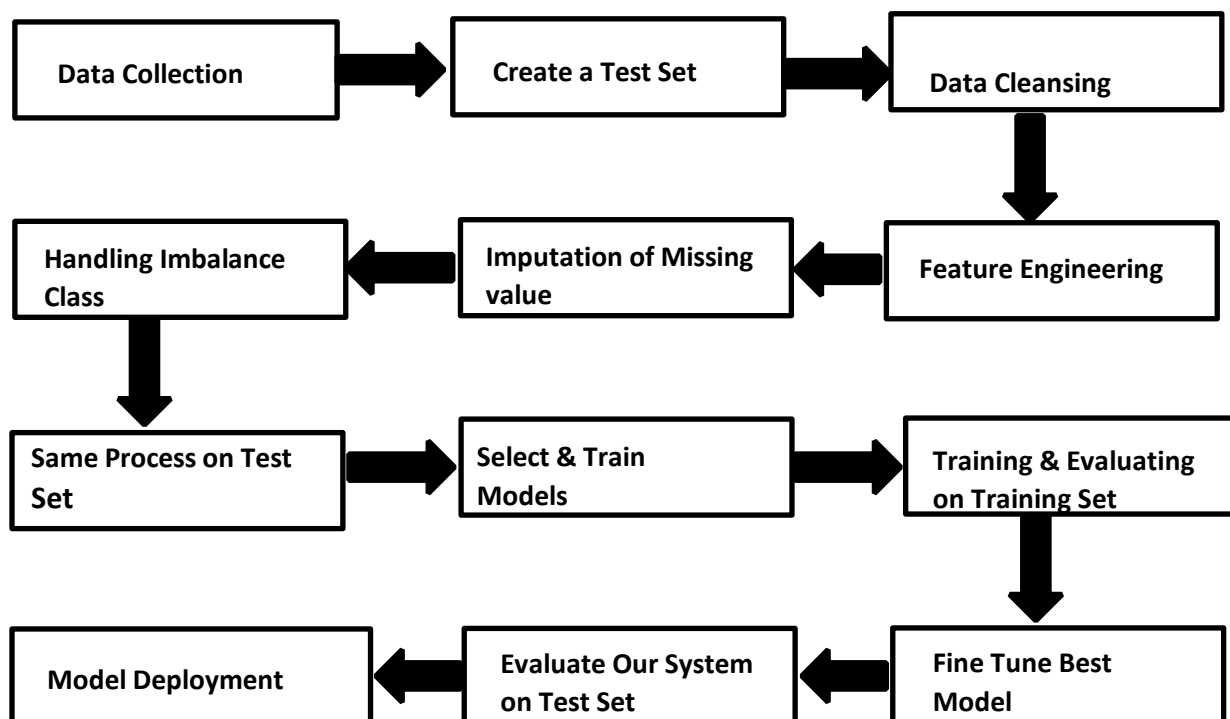 Data Collection
Create a Test Set
Data Cleansing
Feature Engineering
Imputation of Missing
value
Handling Imbalance
Class
Same Process on Test
Set
Select & Train
Models
Training & Evaluating
on Training Set
Fine Tune Best
Model
Evaluate Our System
on Test Set
Model Deployment